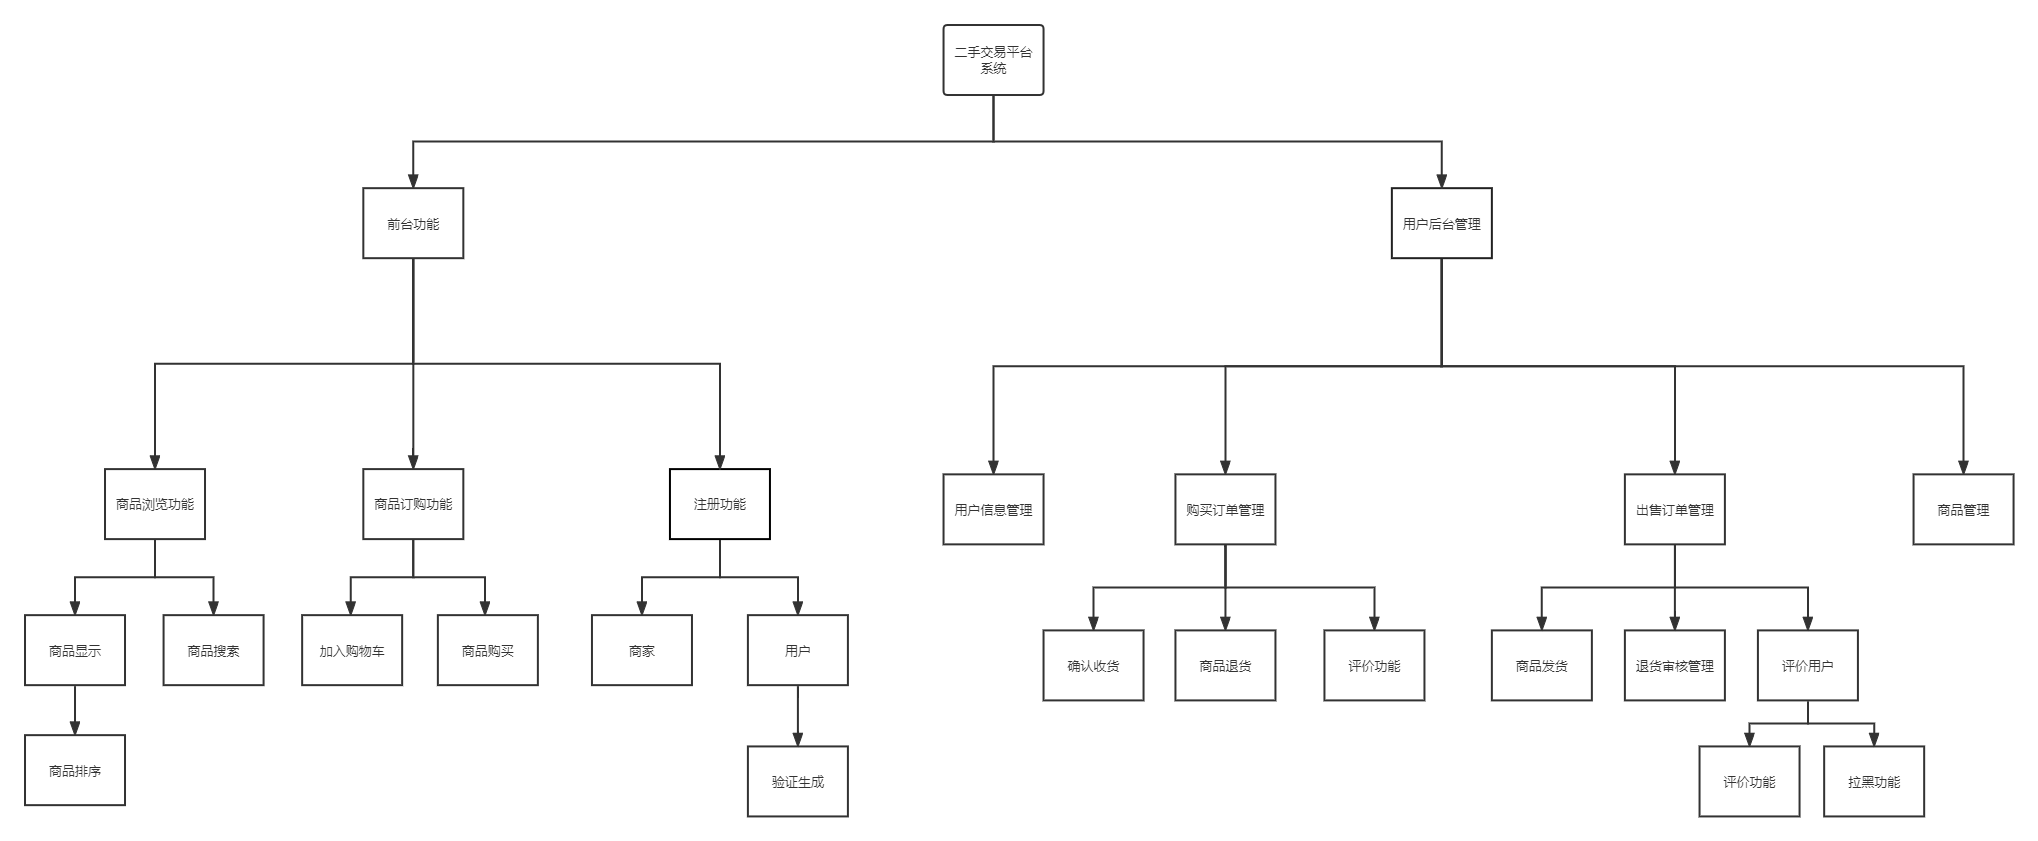 二手交易平台
系统
前台功能
用户后台管理
商品浏览功能
商品订购功能
注册功能
用户信息管理
购买订单管理
出售订单管理
商品管理
商品显示
商品搜索
加入购物车
商品购买
商家
用户
确认收货
商品退货
评价功能
商品发货
退货审核管理
评价用户
商品排序
验证生成
评价功能
拉黑功能